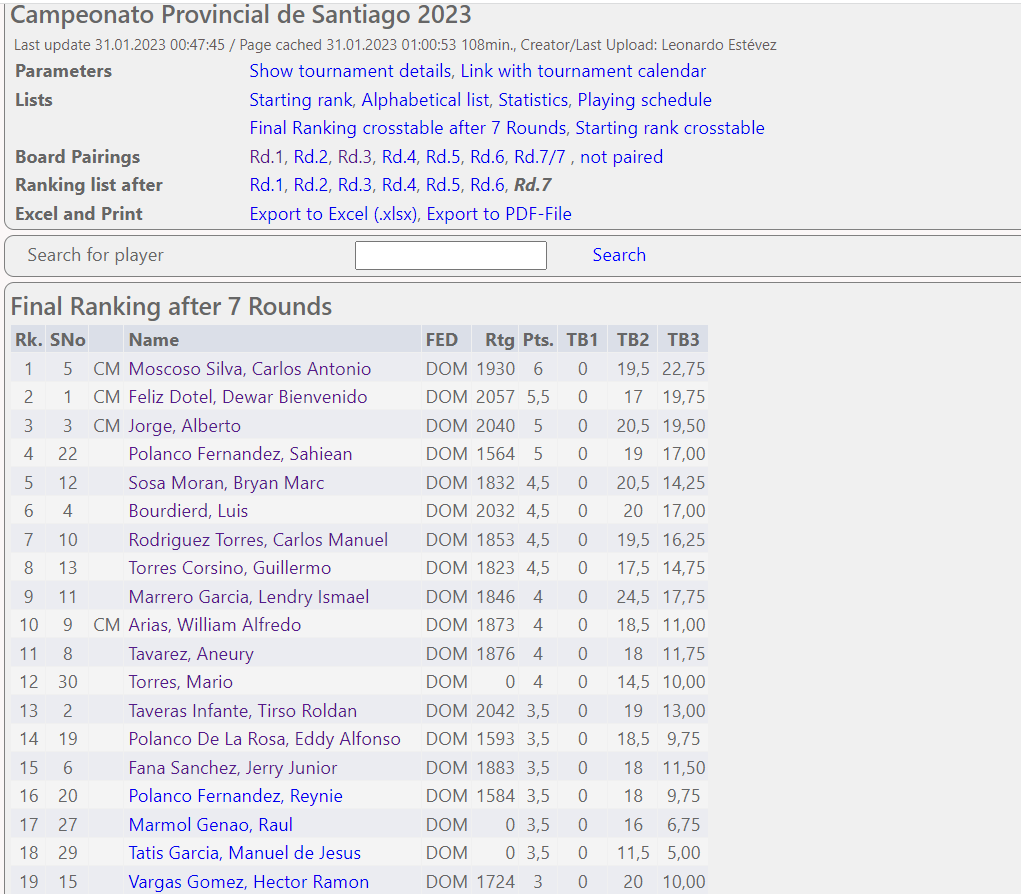 Campeonato Provincial de Santiago 2023
Last update 31.01.2023 00:47:45 / Page cached 31.01.2023 01:00:53 108min., Creator/Last Upload: Leonardo Estévez
Parameters Show tournament details, Link with tournament calendar
Lists Starting rank, Alphabetical list, Statistics, Playing schedule
Final Ranking crosstable after 7 Rounds, Starting rank crosstable
Board Pairings Rd.1, Rd.2, Rd.3, Rd.4, Rd.5, Rd.6, Rd.7/7 , not paired
Ranking list after Rd.1, Rd.2, Rd.3, Rd.4, Rd.5, Rd.6, Rd.7
Excel and Print Export to Excel (.xlsx), Export to PDF-File
Search for player Search
Final Ranking after 7 Rounds
Rk. SNo Name FED Rtg Pts. TB1 TB2 TB3
1 5 CM Moscoso Silva, Carlos Antonio DOM 1930 6 0 19,5 22,75
2 1 CM Feliz Dotel, Dewar Bienvenido DOM 2057 5,5 0 17 19,75
3 3 CM Jorge, Alberto DOM 2040 5 0 20,5 19,50
4 22 Polanco Fernandez, Sahiean DOM 1564 5 0 19 17,00
5 12 Sosa Moran, Bryan Marc DOM 1832 4,5 0 20,5 14,25
6 4 Bourdierd, Luis DOM 2032 4,5 0 20 17,00
7 10 Rodriguez Torres, Carlos Manuel DOM 1853 4,5 0 19,5 16,25
8 13 Torres Corsino, Guillermo DOM 1823 4,5 0 17,5 14,75
9 11 Marrero Garcia, Lendry Ismael DOM 1846 4 0 24,5 17,75
10 9 CM Arias, William Alfredo DOM 1873 4 0 18,5 11,00
11 8 Tavarez, Aneury DOM 1876 4 0 18 11,75
12 30 Torres, Mario DOM 0 4 0 14,5 10,00
13 2 Taveras Infante, Tirso Roldan DOM 2042 3,5 0 19 13,00
14 19 Polanco De La Rosa, Eddy Alfonso DOM 1593 3,5 0 18,5 9,75
15 6 Fana Sanchez, Jerry Junior DOM 1883 3,5 0 18 11,50
16 20 Polanco Fernandez, Reynie DOM 1584 3,5 0 18 9,75
17 27 Marmol Genao, Raul DOM 0 3,5 0 16 6,75
18 29 Tatis Garcia, Manuel de Jesus DOM 0 3,5 0 11,5 5,00
19 15 Vargas Gomez, Hector Ramon DOM 1724 3 0 20 10,00